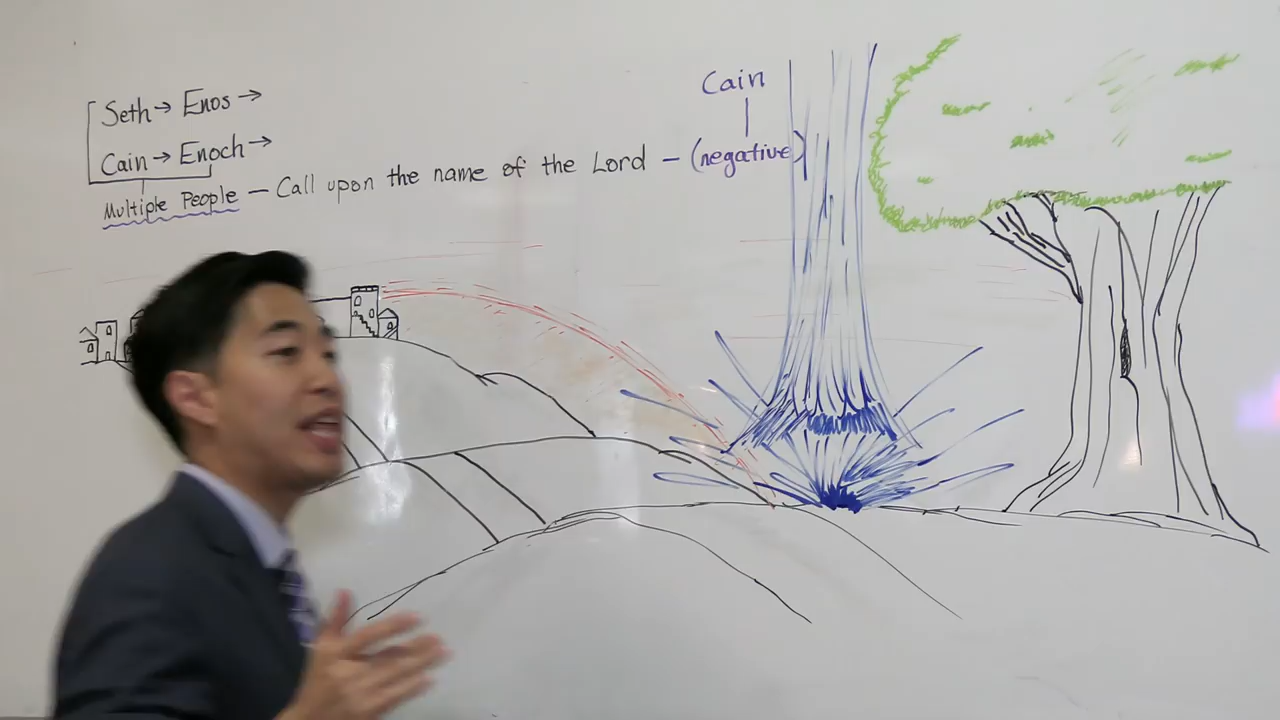 Seth → Enos →
Cain → Enoch →
Multiple People — Call upon the name of the Lord — (negative)
Cain